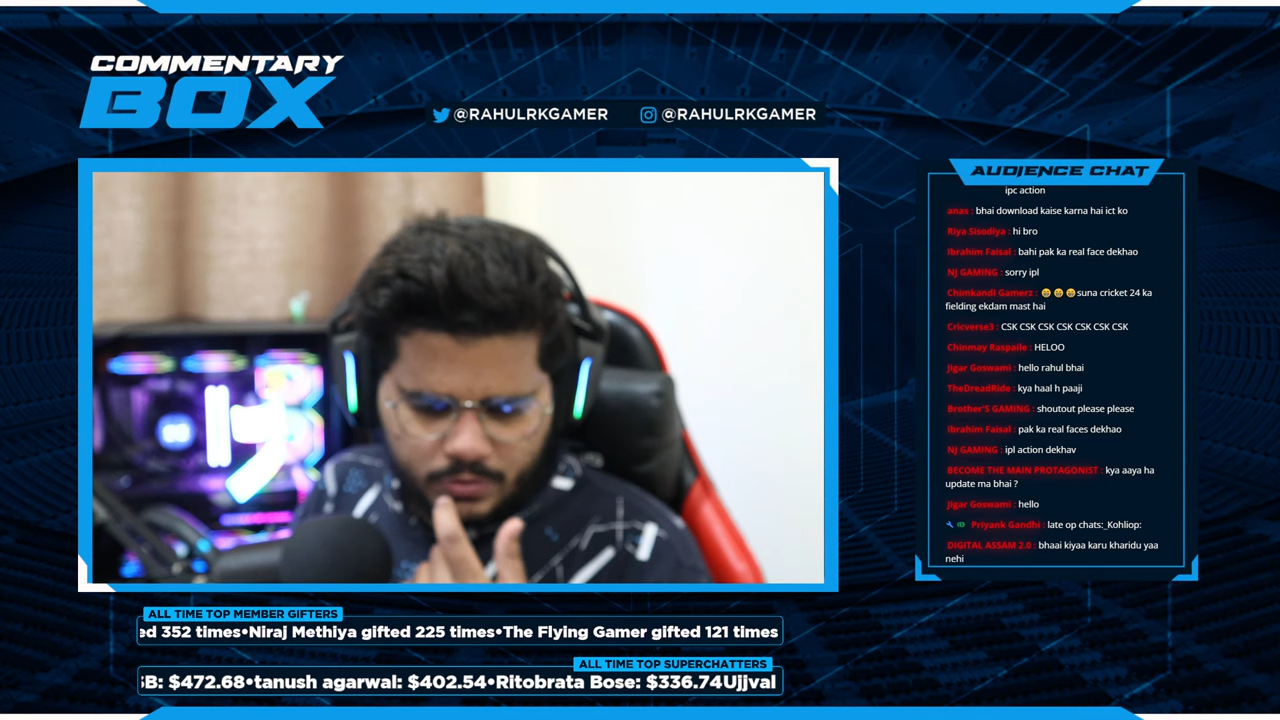 COMMENTARY
BOX
@RAHULRKGAMER @RAHULRKGAMER
AUDIENCE CHAT
ipc action
anas : bhai download kaise karna hai ict ko
Riya Sisodiya : hi bro
Ibrahim Faisal : bahi pak ka real face dekhao
NJ GAMING : sorry ipl
Chimkandi Gamerz : 😁😁😁suna cricket 24 ka
fielding ekdam mast hai
Cricverse3 : CSK CSK CSK CSK CSK CSK CSK
Chinmay Raspaile : HELOO
Jigar Goswami : hello rahul bhai
TheDreadRide : kya haal h paaji
Brother'S GAMING : shoutout please please
Ibrahim Faisal : pak ka real faces dekhao
NJ GAMING : ipl action dekhav
BECOME THE MAIN PROTAGONIST : kya aaya ha
update ma bhai ?
Jigar Goswami : hello
Priyank Gandhi : late op chats:_Kohliop:
DIGITAL ASSAM 2.0 : bhaai kiyaa karu kharidu yaa
nehi
ALL TIME TOP MEMBER GIFTERS
ed 352 times•Niraj Methiya gifted 225 times•The Flying Gamer gifted 121 times
ALL TIME TOP SUPERCHATTERS
B: $472.68•tanush agarwal: $402.54•Ritobrata Bose: $336.74Ujjval